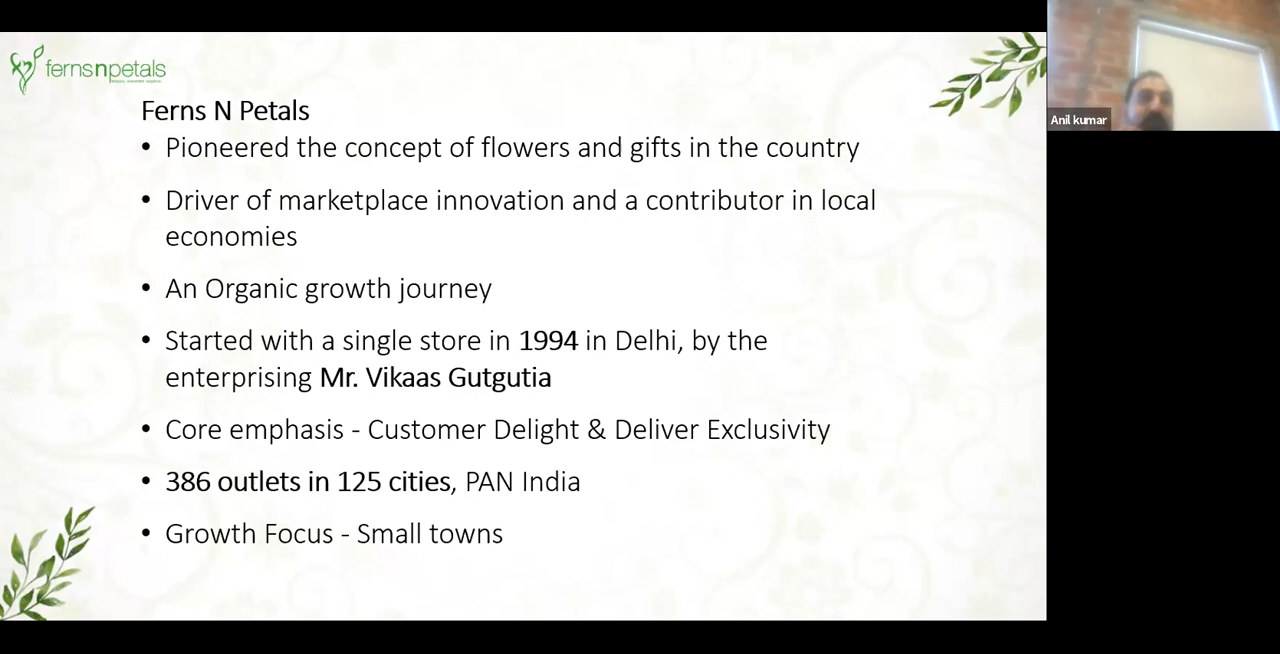 fernsnpetals
Ferns N Petals
• Pioneered the concept of flowers and gifts in the country
• Driver of marketplace innovation and a contributor in local
economies
• An Organic growth journey
• Started with a single store in 1994 in Delhi, by the
enterprising Mr. Vikaas Gutgutia
• Core emphasis - Customer Delight & Deliver Exclusivity
• 386 outlets in 125 cities, PAN India
• Growth Focus - Small towns
Anil kumar